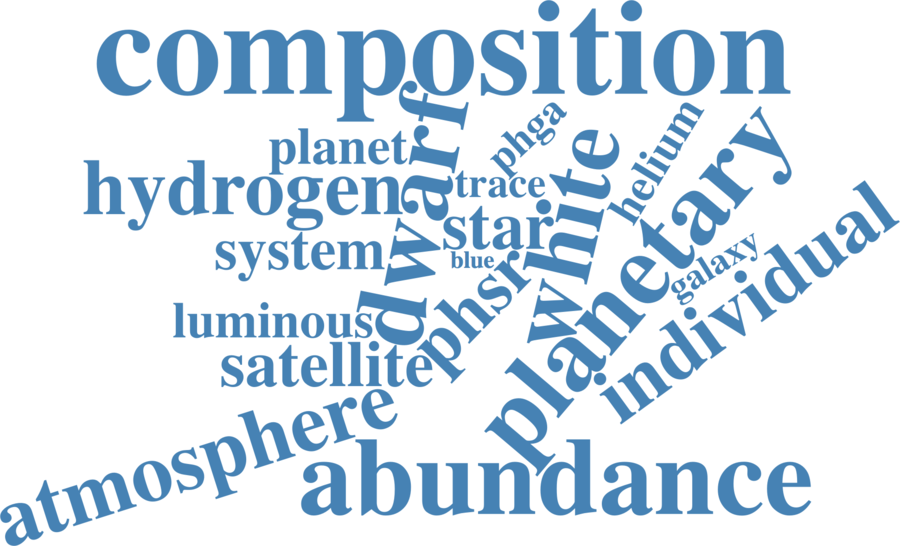 composition
dwarf
planet
phga
helium
hydrogen
trace
white
planetary
star
system
blue
phsr
galaxy
individual
luminous
satellite
atmosphere
abundance